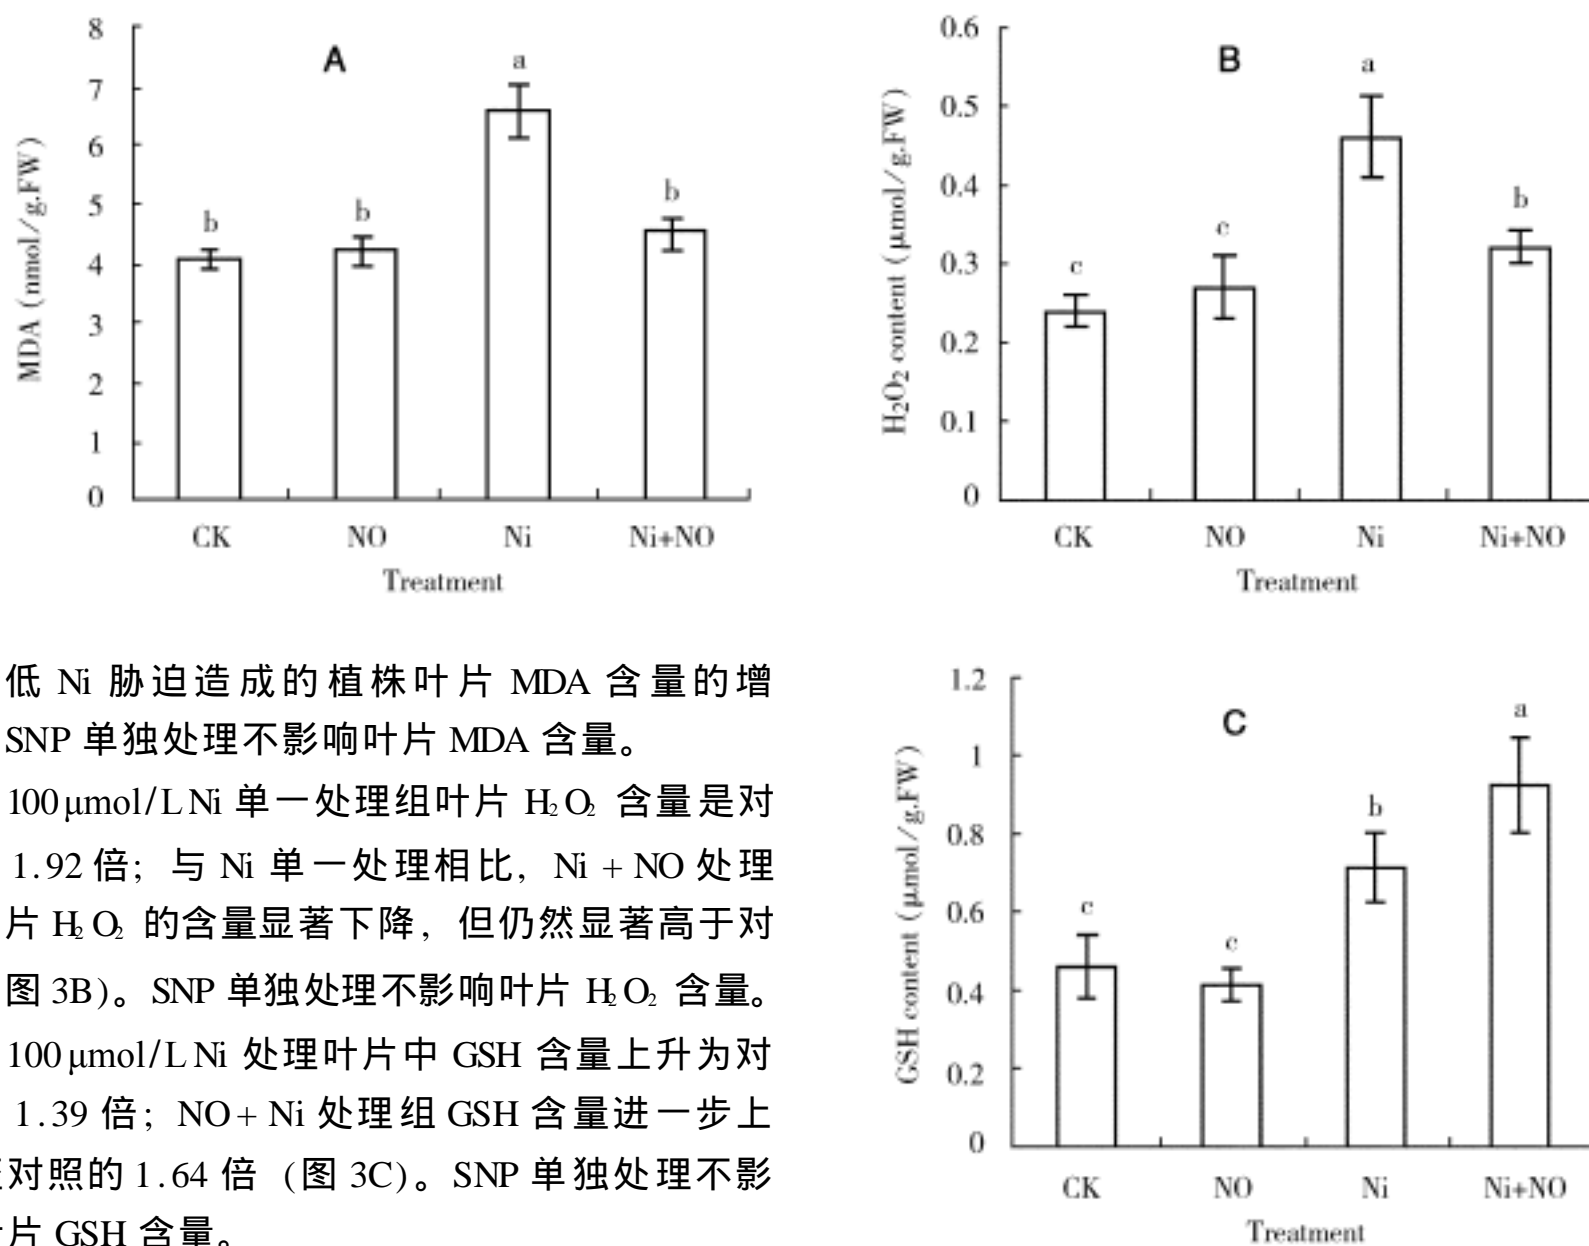 8
7
6
5
4
3
2
1
0
MDA (nmol/g.FW)
A
b
b
a
b
CK NO Ni Ni+NO
Treatment
0.6
0.5
0.4
0.3
0.2
0.1
0
H₂O₂ content (μmol/g.FW)
B
c
c
a
b
CK NO Ni Ni+NO
Treatment
低 Ni 胁迫造成的植株叶片 MDA 含量的增
SNP 单独处理不影响叶片 MDA 含量。
100 μmol/L Ni 单一处理组叶片 H₂O₂ 含量是对
1.92 倍; 与 Ni 单一处理相比, Ni + NO 处理
片 H₂O₂ 的含量显著下降, 但仍然显著高于对
图 3B)。SNP 单独处理不影响叶片 H₂O₂ 含量。
100 μmol/L Ni 处理叶片中 GSH 含量上升为对
1.39 倍; NO + Ni 处理组 GSH 含量进一步上
对照的 1.64 倍 (图 3C)。SNP 单独处理不影
片 GSH 含量。
1.2
1
0.8
0.6
0.4
0.2
0
GSH content (μmol/g.FW)
C
c
c
b
a
CK NO Ni Ni+NO
Treatment